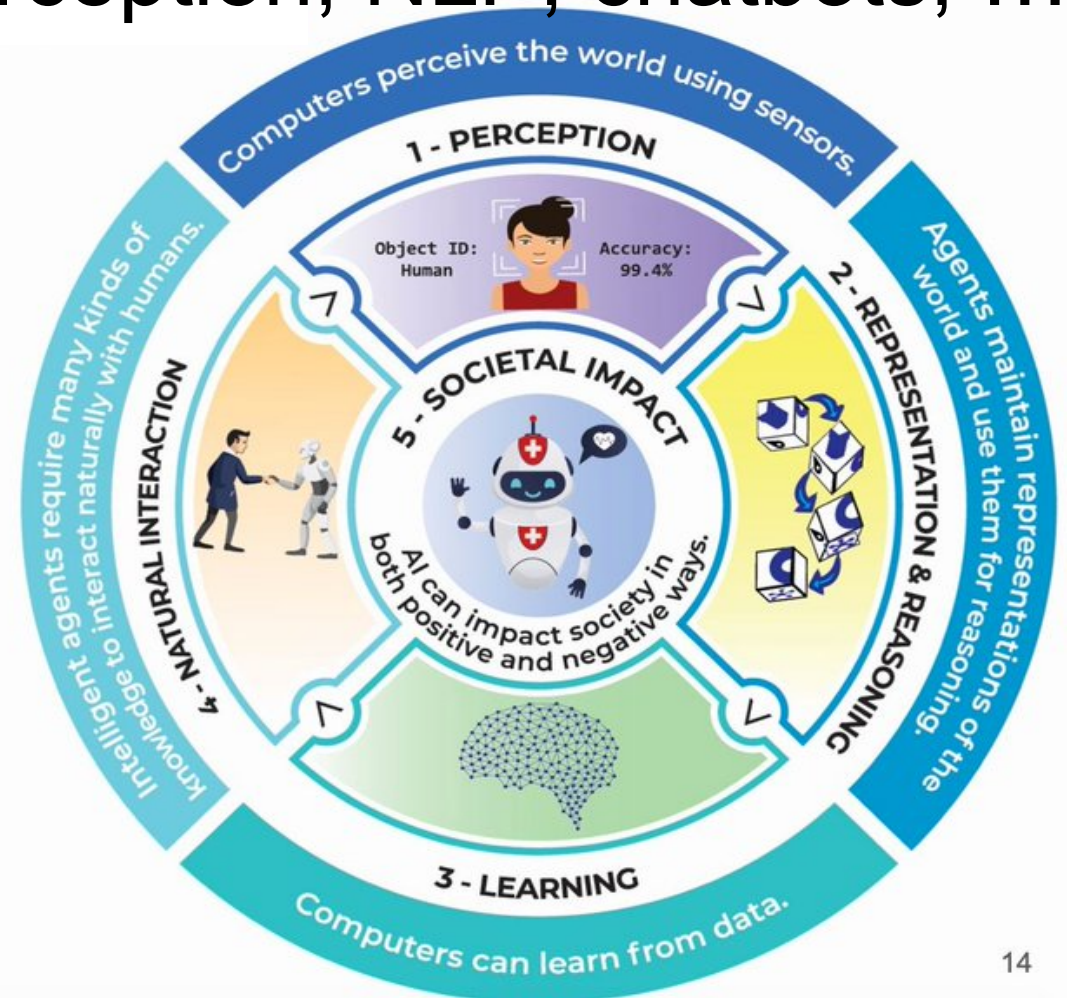 chatbots,
Computers perceive the world using sensors.
1 - PERCEPTION
Object ID:
Human
Accuracy:
99.4%
Agents maintain representations of the
world and use them for reasoning.
2 - REPRESENTATION & REASONING
3 - LEARNING
Computers can learn from data.
Intelligent agents require many kinds of
knowledge to interact naturally with humans.
4 - NATURAL INTERACTION
5 - SOCIETAL IMPACT
AI can impact society in
both positive and negative ways.
14